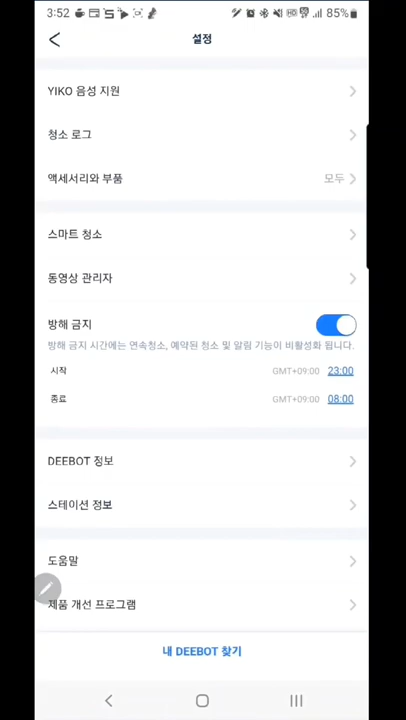 3:52
85%
설정
YIKO 음성 지원
청소 로그
액세서리와 부품 모두
스마트 청소
동영상 관리자
방해 금지
방해 금지 시간에는 연속청소, 예약된 청소 및 알림 기능이 비활성화 됩니다.
시작 GMT+09:00 23:00
종료 GMT+09:00 08:00
DEEBOT 정보
스테이션 정보
도움말
제품 개선 프로그램
내 DEEBOT 찾기